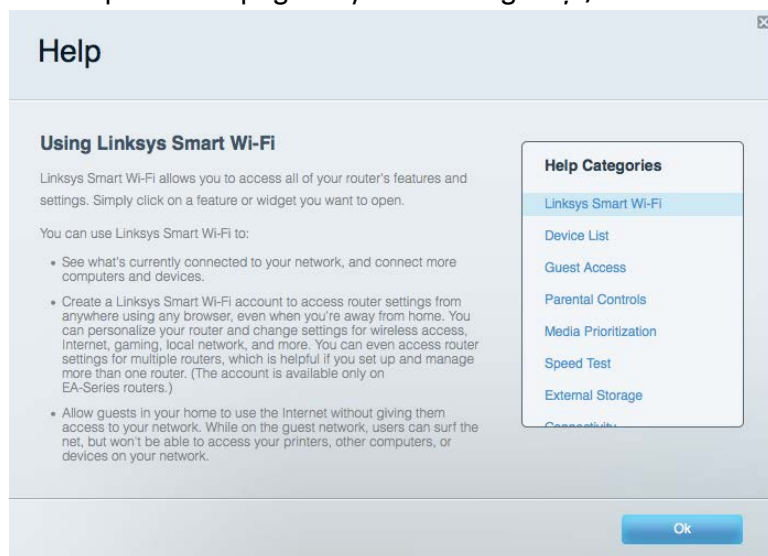 Help
Using Linksys Smart Wi-Fi
Linksys Smart Wi-Fi allows you to access all of your router's features and
settings. Simply click on a feature or widget you want to open.
You can use Linksys Smart Wi-Fi to:
• See what's currently connected to your network, and connect more
computers and devices.
• Create a Linksys Smart Wi-Fi account to access router settings from
anywhere using any browser, even when you're away from home. You
can personalize your router and change settings for wireless access,
Internet, gaming, local network, and more. You can even access router
settings for multiple routers, which is helpful if you set up and manage
more than one router. (The account is available only on
EA-Series routers.)
• Allow guests in your home to use the Internet without giving them
access to your network. While on the guest network, users can surf the
net, but won't be able to access your printers, other computers, or
devices on your network.
Help Categories
Linksys Smart Wi-Fi
Device List
Guest Access
Parental Controls
Media Prioritization
Speed Test
External Storage
Connectivity
Ok